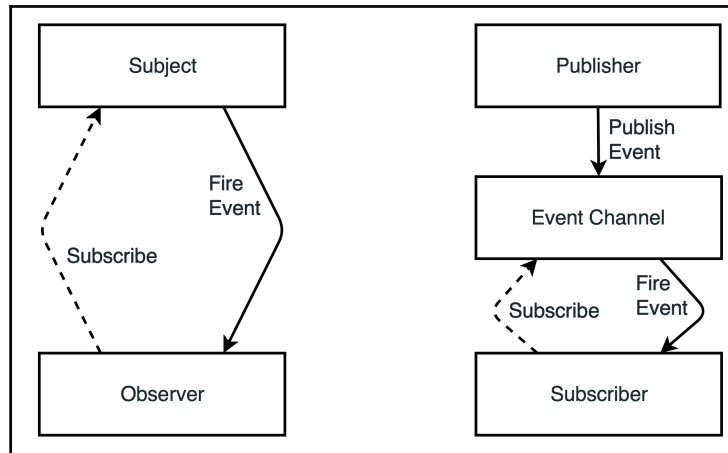 Subject
Fire
Event
Subscribe
Observer
Publisher
Publish
Event
Event Channel
Subscribe
Fire
Event
Subscriber